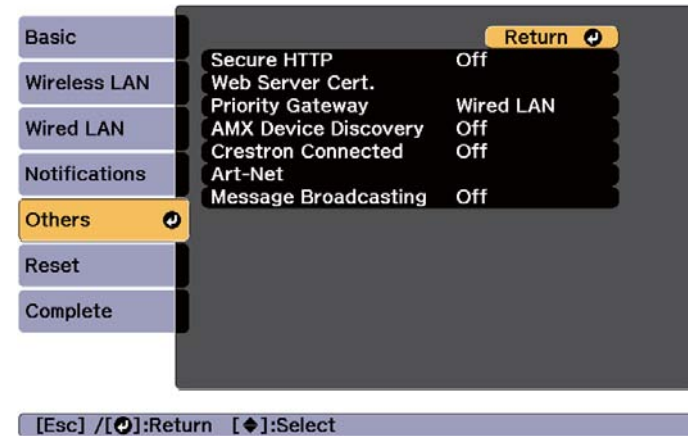 Basic
Wireless LAN
Wired LAN
Notifications
Others
Reset
Complete
Return
Secure HTTP Off
Web Server Cert.
Priority Gateway Wired LAN
AMX Device Discovery Off
Crestron Connected Off
Art-Net
Message Broadcasting Off
[Esc] /[⏎]:Return [◆]:Select